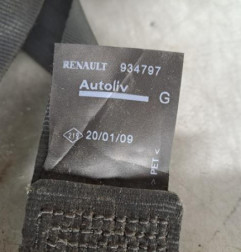 RENAULT 934797
Autoliv
G
20/01/09
> PET <